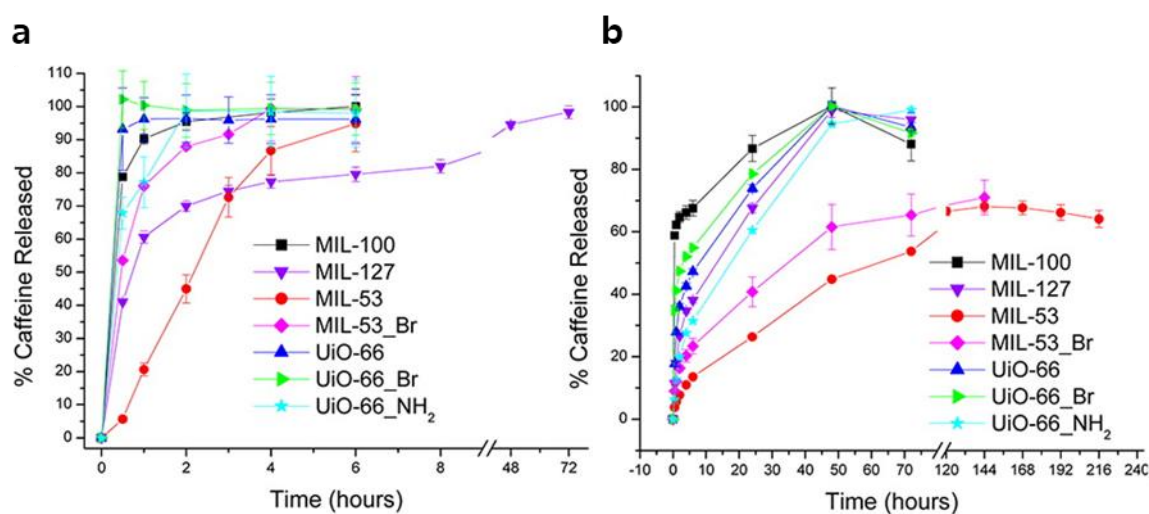 a
% Caffeine Released
110
100
90
80
70
60
50
40
30
20
10
0
MIL-100
MIL-127
MIL-53
MIL-53_Br
UiO-66
UiO-66_Br
UiO-66_NH₂
0 2 4 6 8 48 72
Time (hours)
b
% Caffeine Released
100
80
60
40
20
0
MIL-100
MIL-127
MIL-53
MIL-53_Br
UiO-66
UiO-66_Br
UiO-66_NH₂
-10 0 10 20 30 40 50 60 70 120 144 168 192 216 240
Time (hours)